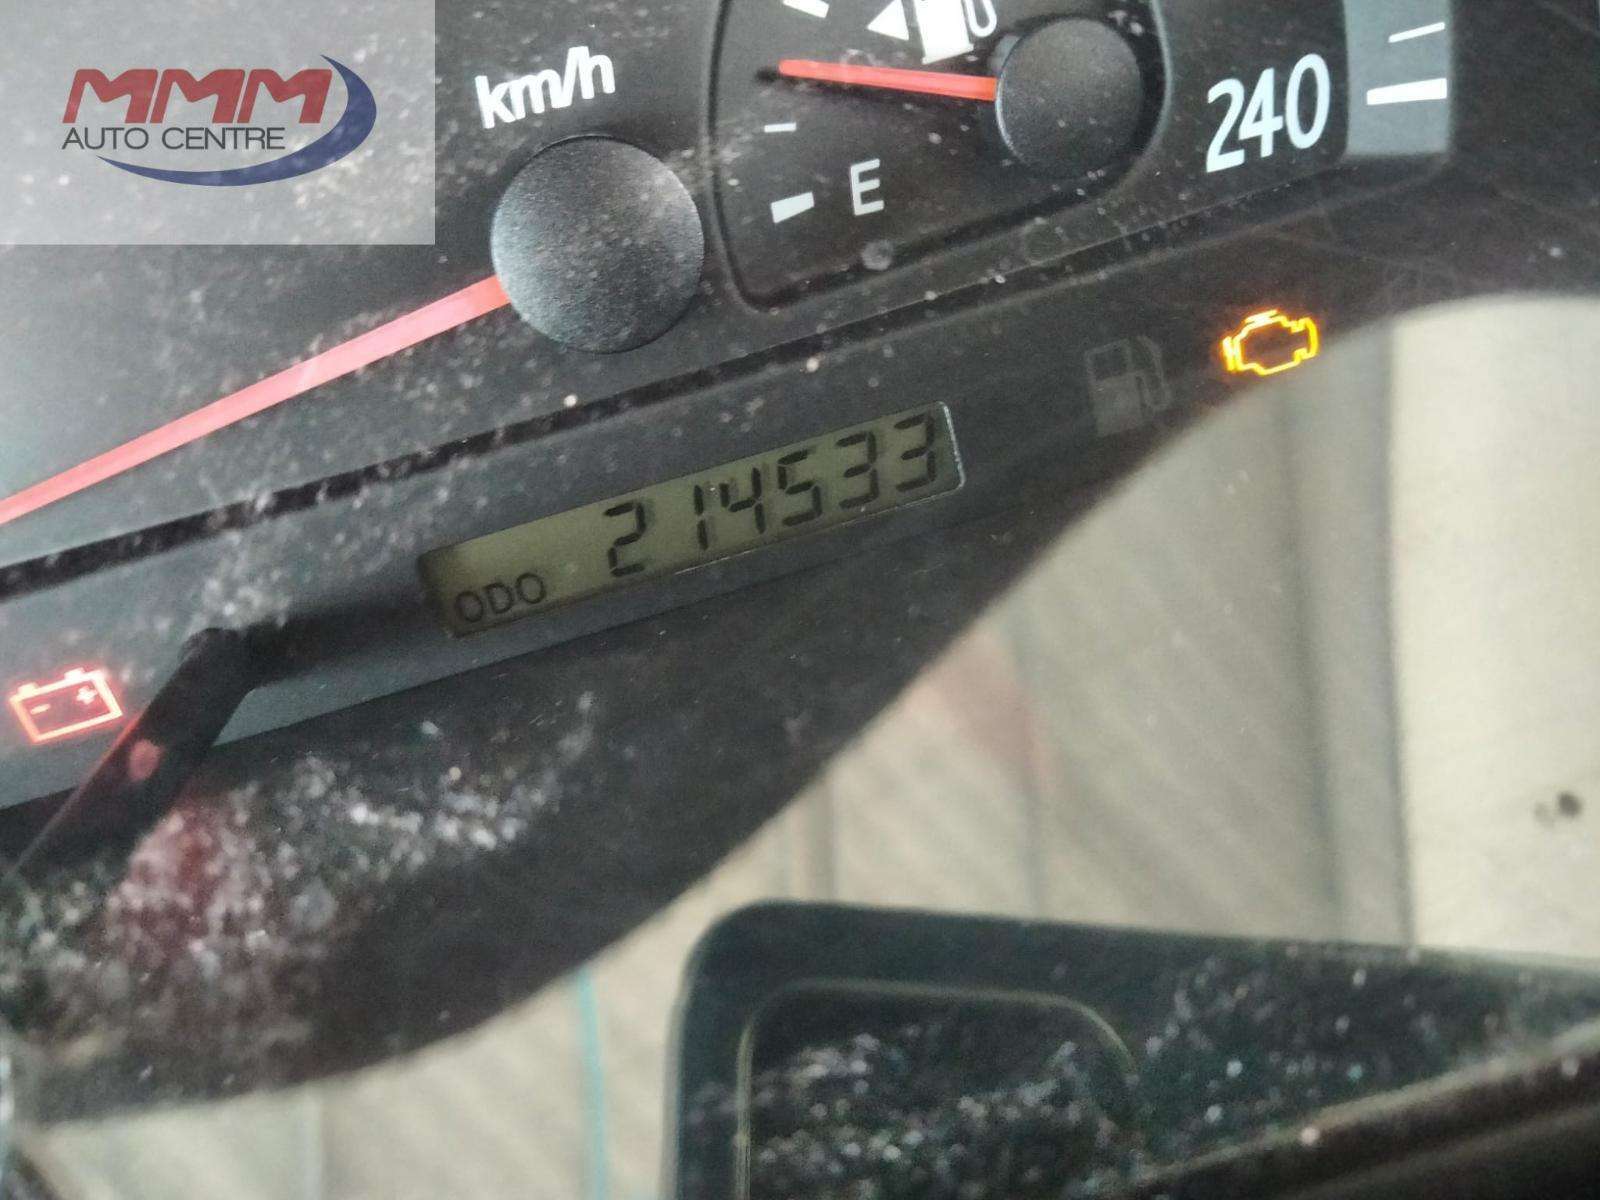 MMM
AUTO CENTRE
km/h
E
240
ODO 214533